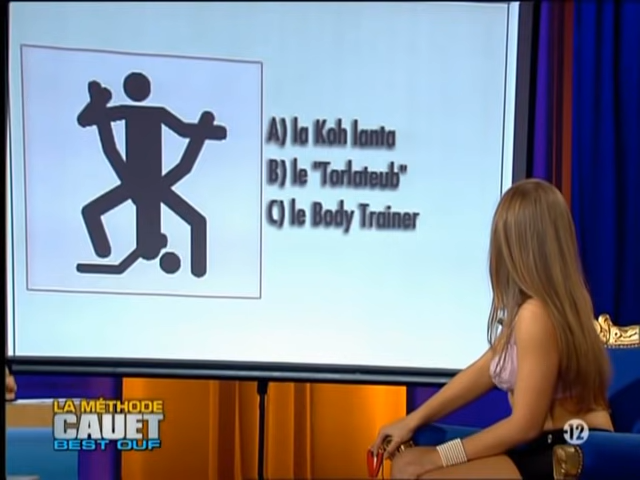 A) la Koh lanta
B) le "Torlateub"
C) le Body Trainer
LA MÉTHODE
CAUET
BEST OUF
-12